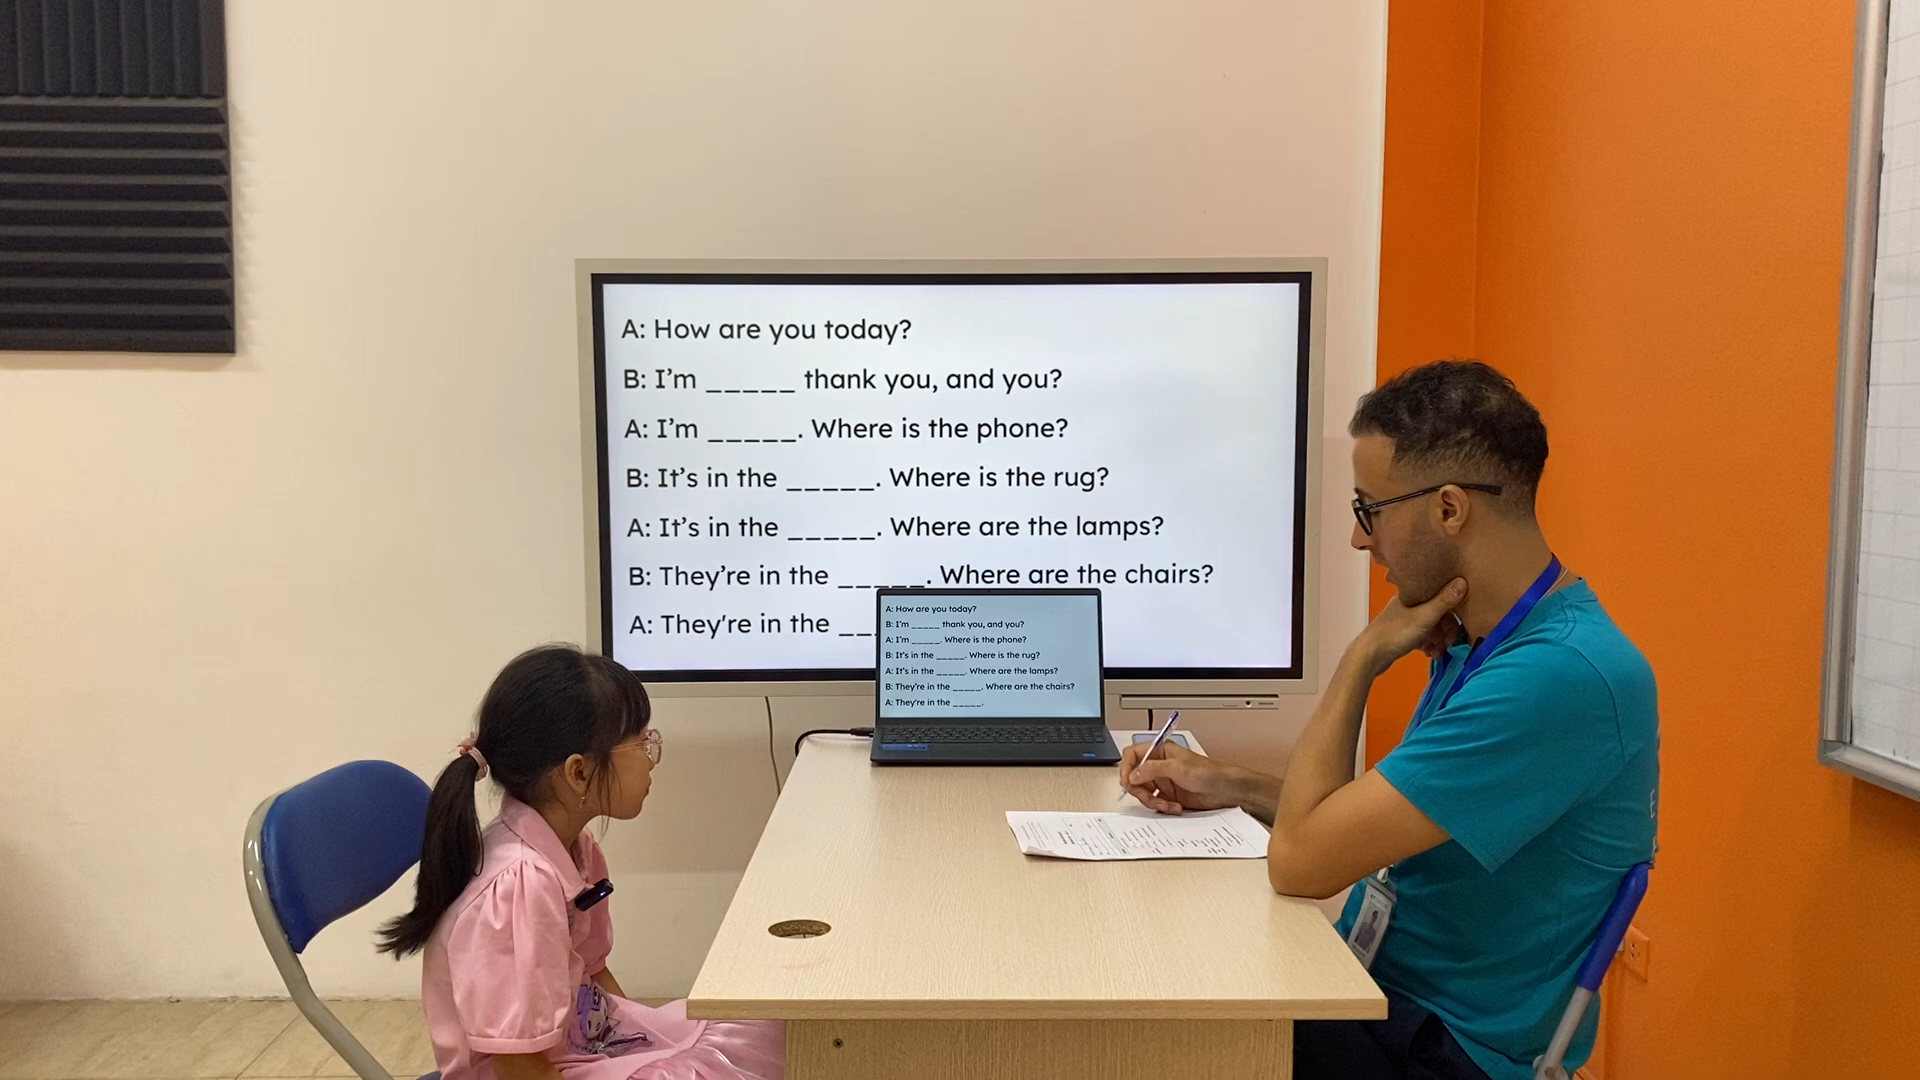 A: How are you today?
B: I'm _____ thank you, and you?
A: I'm _____. Where is the phone?
B: It's in the _____. Where is the rug?
A: It's in the _____. Where are the lamps?
B: They're in the _____. Where are the chairs?
A: They're in the __
A: How are you today?
B: I'm _____ thank you, and you?
A: I'm _____. Where is the phone?
B: It's in the _____. Where is the rug?
A: It's in the _____. Where are the lamps?
B: They're in the _____. Where are the chairs?
A: They're in the _____.